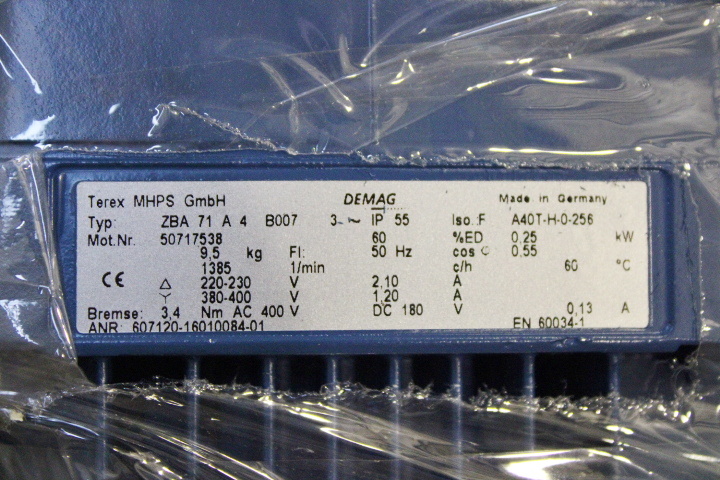 Terex MHPS GmbH DEMAG Made in Germany
Typ: ZBA 71 A 4 B007 3 ~ IP 55 Iso.:F A40T-H-0-256
Mot.Nr. 50717538 60 %ED 0,25 kW
9,5 kg FI: 50 Hz cos φ 0,55
1385 1/min c/h 60 °C
CE △ 220-230 V 2,10 A
Y 380-400 V 1,20 A
Bremse: 3,4 Nm AC 400 V DC 180 V 0,13 A
ANR: 607120-16010084-01 EN 60034-1